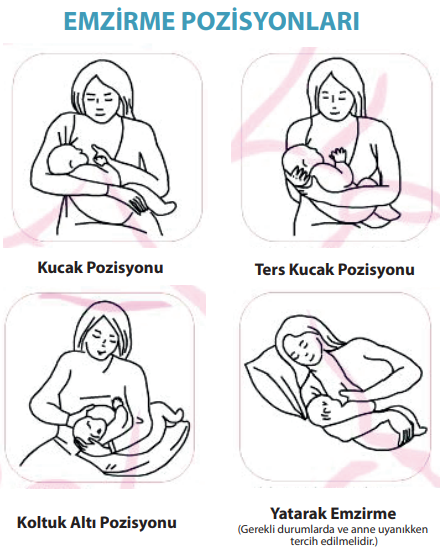 EMZİRME POZİSYONLARI
Kucak Pozisyonu
Ters Kucak Pozisyonu
Koltuk Altı Pozisyonu
Yatarak Emzirme
(Gerekli durumlarda ve anne uyanıkken
tercih edilmelidir.)